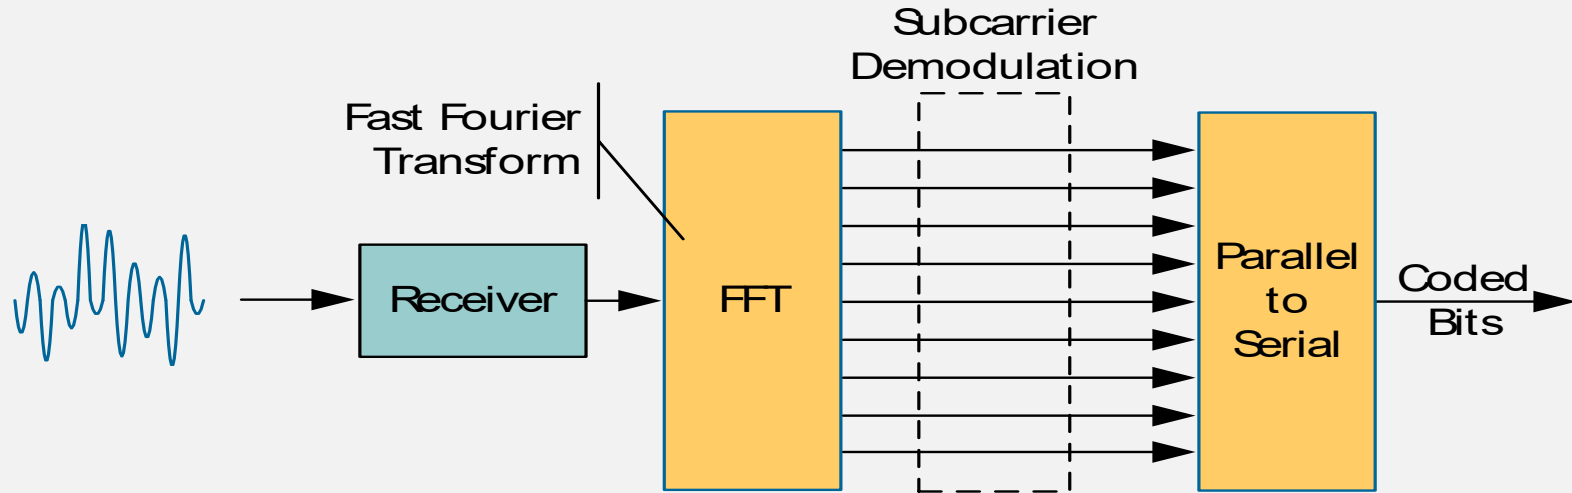 Subcarrier
Demodulation
Fast Fourier
Transform
Receiver
FFT
Parallel
to
Serial
Coded
Bits